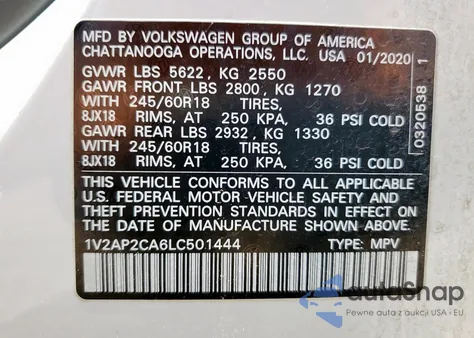 MFD BY VOLKSWAGEN GROUP OF AMERICA
CHATTANOOGA OPERATIONS, LLC. USA 01/2020
GVWR LBS 5622, KG 2550
GAWR FRONT LBS 2800, KG 1270
WITH 245/60R18 TIRES,
8JX18 RIMS, AT 250 KPA, 36 PSI COLD
GAWR REAR LBS 2932, KG 1330
WITH 245/60R18 TIRES,
8JX18 RIMS, AT 250 KPA, 36 PSI COLD
THIS VEHICLE CONFORMS TO ALL APPLICABLE
U.S. FEDERAL MOTOR VEHICLE SAFETY AND
THEFT PREVENTION STANDARDS IN EFFECT ON
THE DATE OF MANUFACTURE SHOWN ABOVE.
1V2AP2CA6LC501444 TYPE: MPV
0320538 1
autoSnap
Pewne auta z aukcji USA - EU